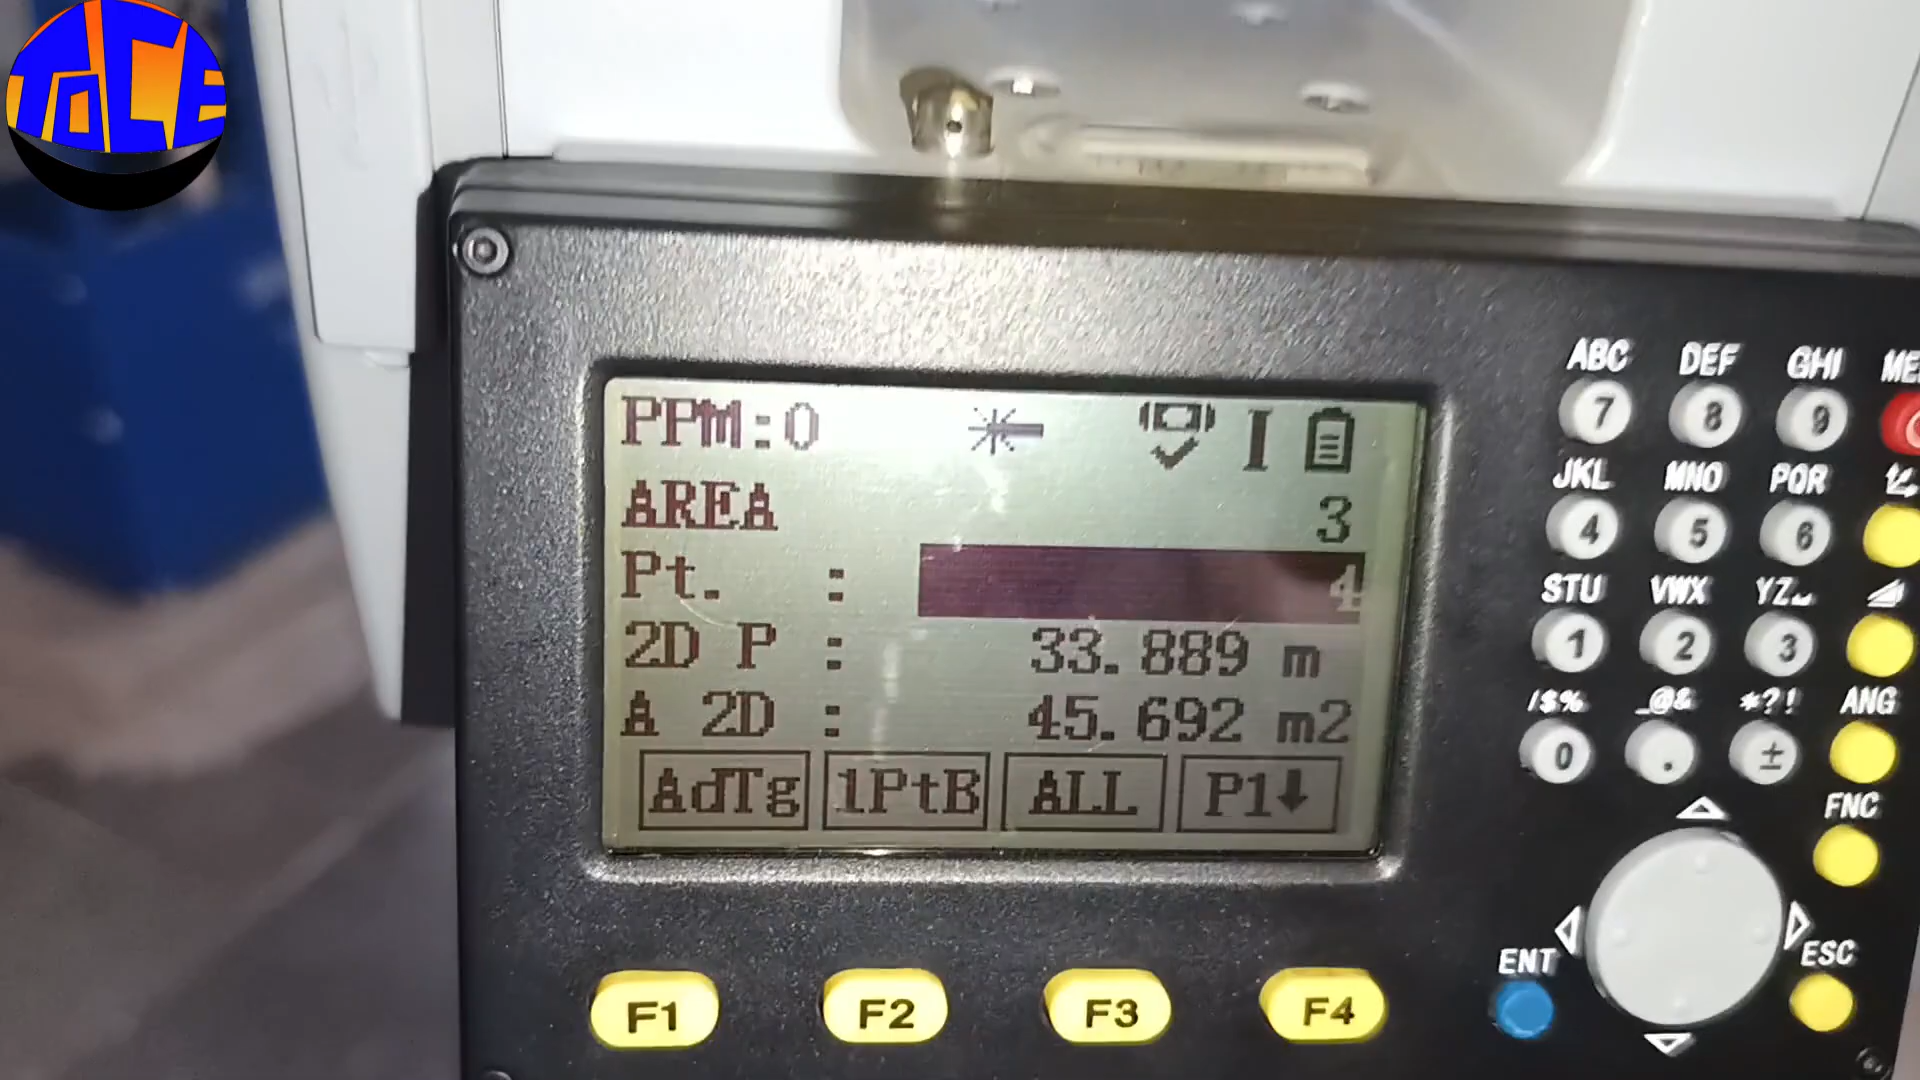 TOCE
PPM:0
AREA 3
Pt. : 4
2D P : 33.889 m
A 2D : 45.692 m2
AdTg 1PtB ALL P1↓
F1 F2 F3 F4
ABC DEF GHI
7 8 9
JKL MNO PQR
4 5 6
STU VWX YZ
1 2 3
/$% _@& *?! ANG
0 . ±
FNC
ENT ESC